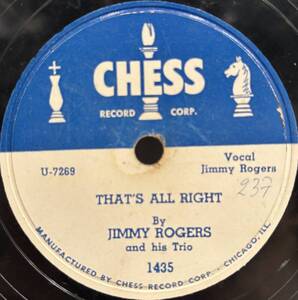 CHESS
RECORD CORP.
U-7269
Vocal
Jimmy Rogers
237
THAT'S ALL RIGHT
By
JIMMY ROGERS
and his Trio
1435
MANUFACTURED BY CHESS RECORD CORP. • CHICAGO, ILL.